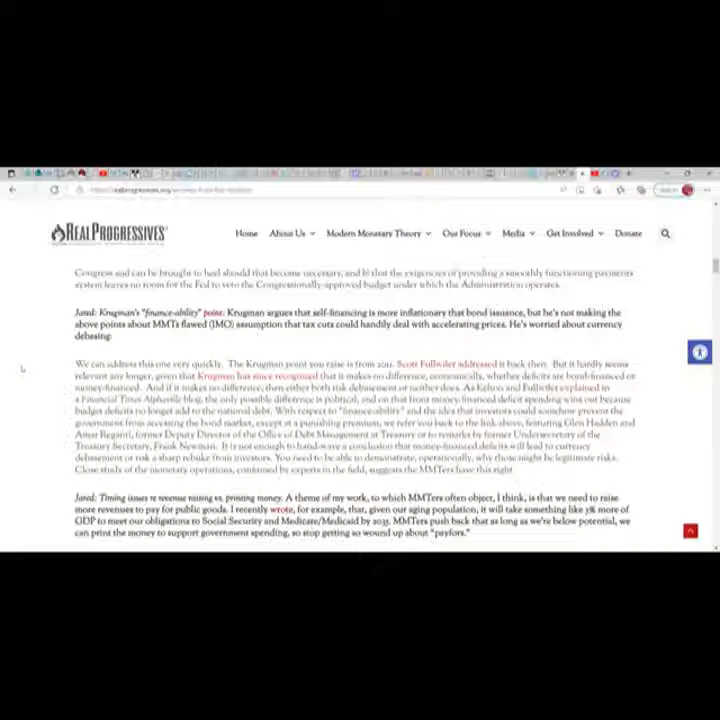 REALPROGRESSIVES
Home About Us Modern Monetary Theory Our Focus Media Get Involved Donate
Congress and can be brought to heel should that become necessary, and b) that the exigencies of providing a smoothly functioning payments
system leaves no room for the Fed to veto the Congressionally-approved budget under which the Administration operates.
Jared: Krugman's "finance-ability" point: Krugman argues that self-financing is more inflationary that bond issuance, but he's not making the
above points about MMTs flawed (IMO) assumption that tax cuts could handily deal with accelerating prices. He's worried about currency
debasing:
We can address this one very quickly. The Krugman point you raise is from 2011. Scott Fullwiler addressed it back then. But it hardly seems
relevant any longer, given that Krugman has since recognized that it makes no difference, economically, whether deficits are bond-financed or
money-financed. And if it makes no difference, then either both risk debasement or neither does. As Kelton and Fullwiler explained in
a Financial Times Alphaville blog, the only possible difference is political, and on that front money-financed deficit spending wins out because
budget deficits no longer add to the national debt. With respect to "finance-ability" and the idea that investors could somehow prevent the
government from accessing the bond market, except at a punishing premium, we refer you back to the link above, featuring Glen Hadden and
Amar Reganti, former Deputy Director of the Office of Debt Management at Treasury or to remarks by former Undersecretary of the
Treasury Secretary, Frank Newman. It is not enough to hand-wave a conclusion that money-financed deficits will lead to currency
debasement or risk a sharp rebuke from investors. You need to be able to demonstrate, operationally, why those might be legitimate risks.
Close study of the monetary operations, confirmed by experts in the field, suggests the MMTers have this right.
Jared: Timing issues re revenue raising vs. printing money. A theme of my work, to which MMTers often object, I think, is that we need to raise
more revenues to pay for public goods. I recently wrote, for example, that, given our aging population, it will take something like 3% more of
GDP to meet our obligations to Social Security and Medicare/Medicaid by 2035. MMTers push back that as long as we're below potential, we
can print the money to support government spending, so stop getting so wound up about "payfors."